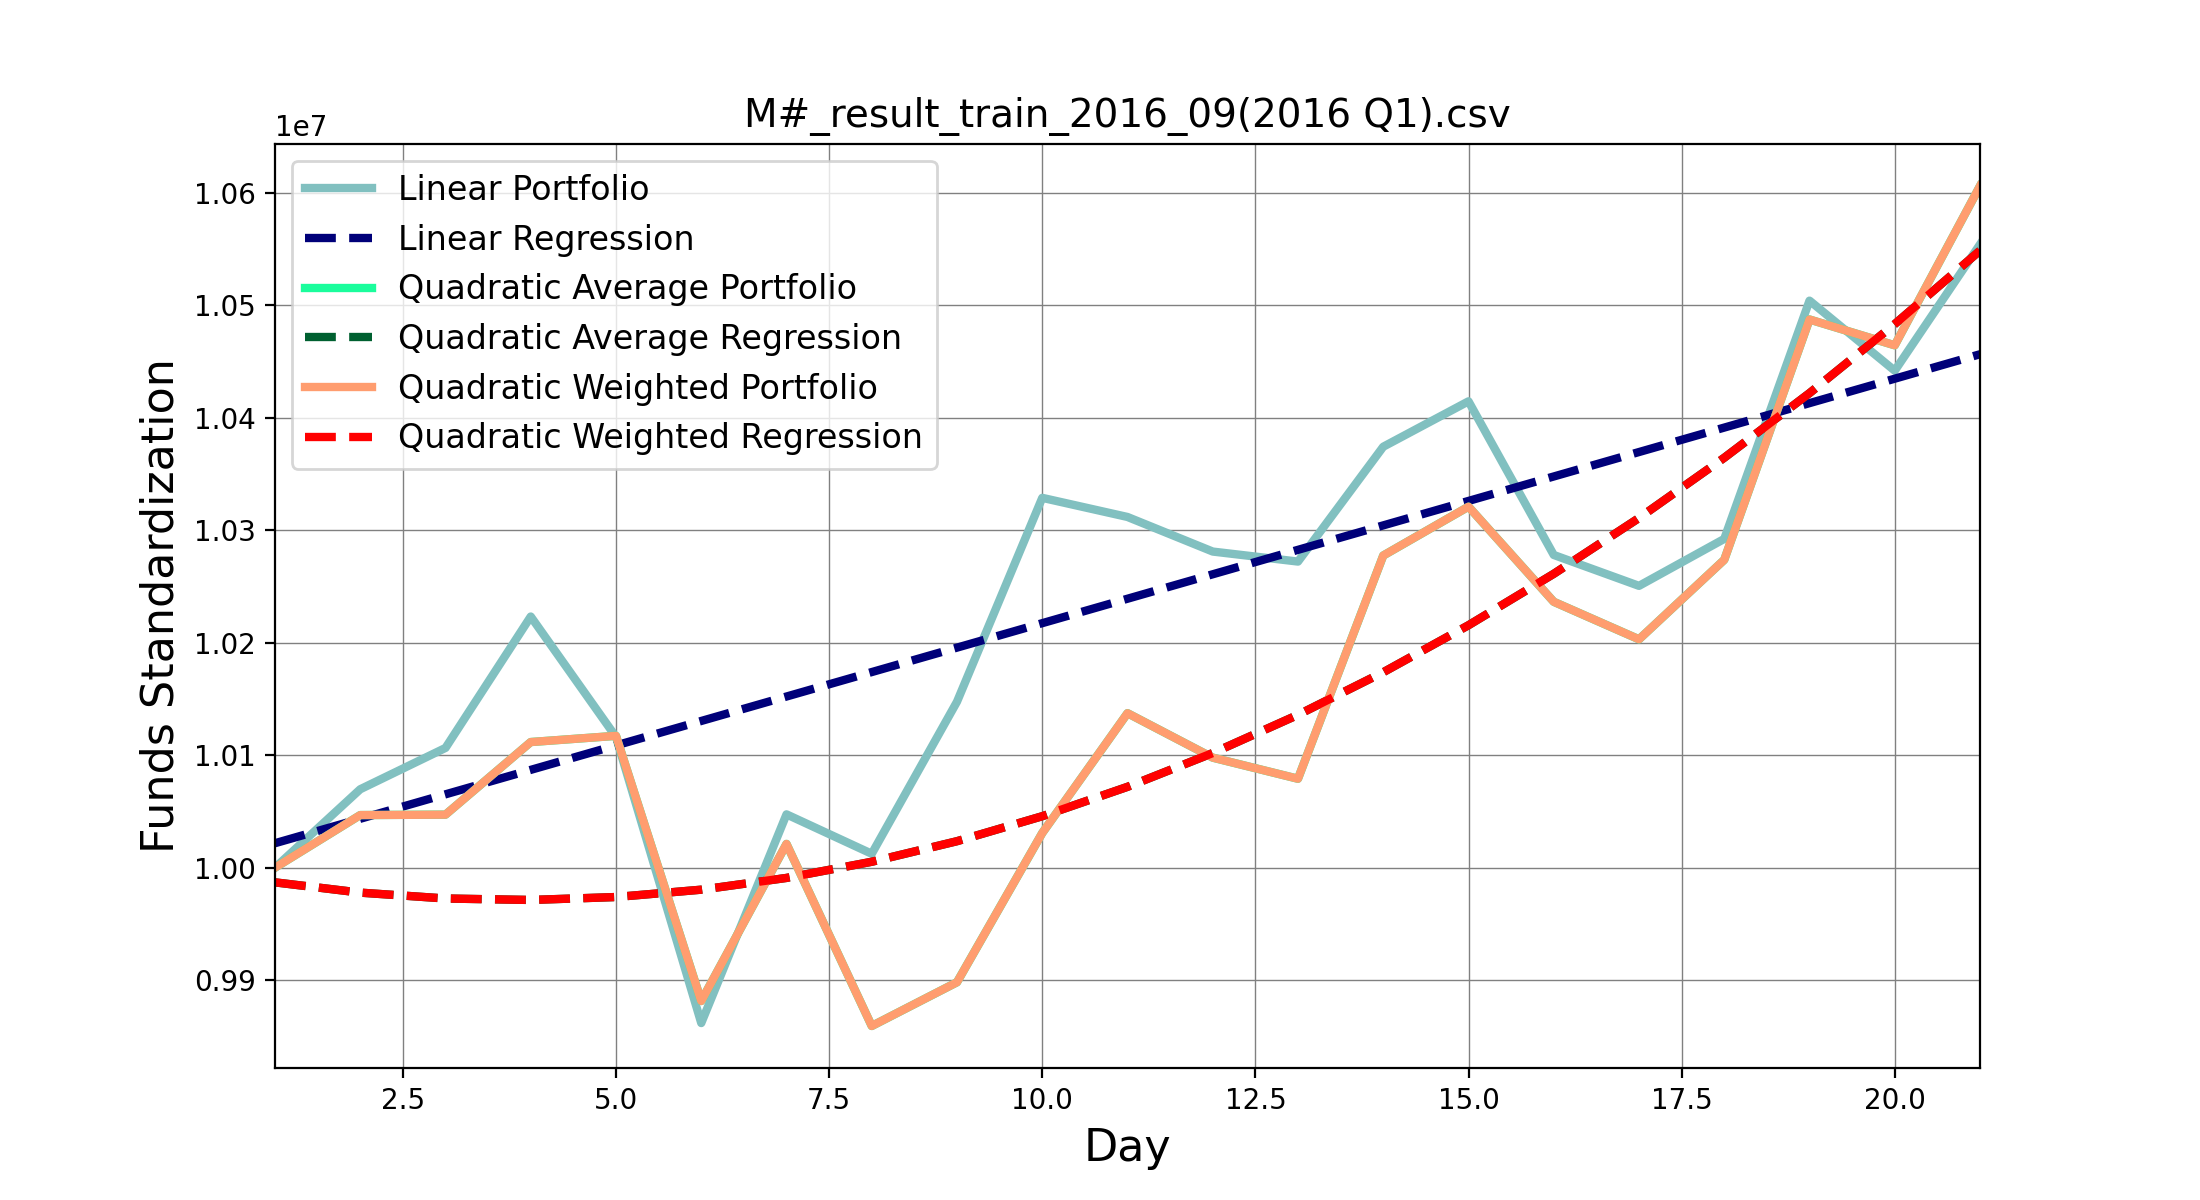 M#_result_train_2016_09(2016 Q1).csv
1e7
Linear Portfolio
Linear Regression
Quadratic Average Portfolio
Quadratic Average Regression
Quadratic Weighted Portfolio
Quadratic Weighted Regression
1.06
1.05
1.04
1.03
1.02
1.01
1.00
0.99
Funds Standardization
2.5 5.0 7.5 10.0 12.5 15.0 17.5 20.0
Day